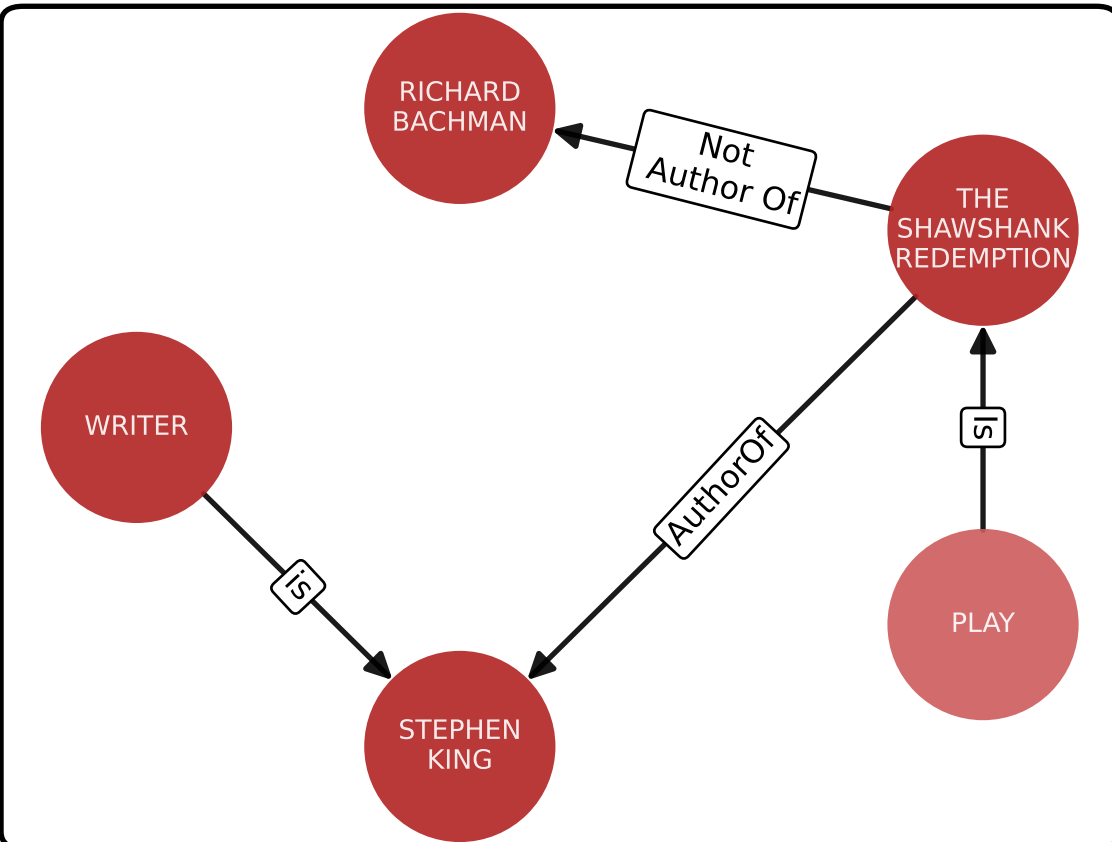 RICHARD
BACHMAN
Not
Author Of
THE
SHAWSHANK
REDEMPTION
WRITER
AuthorOf
Is
is
PLAY
STEPHEN
KING